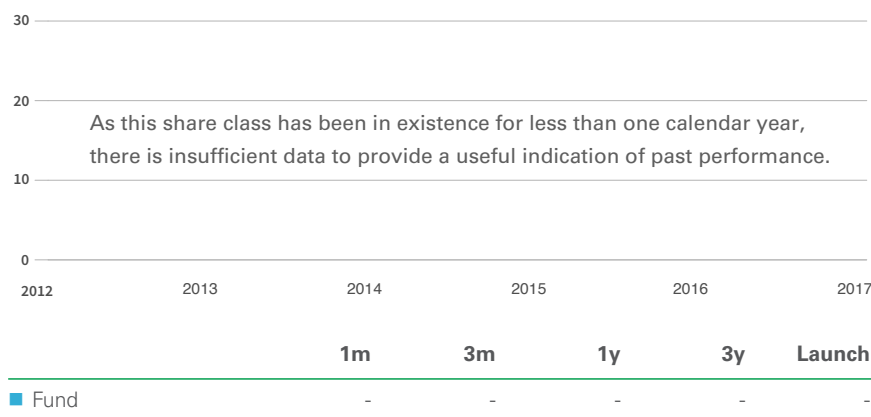 30
20
As this share class has been in existence for less than one calendar year,
there is insufficient data to provide a useful indication of past performance.
10
0
2012 2013 2014 2015 2016 2017
1m 3m 1y 3y Launch
Fund - - - - -